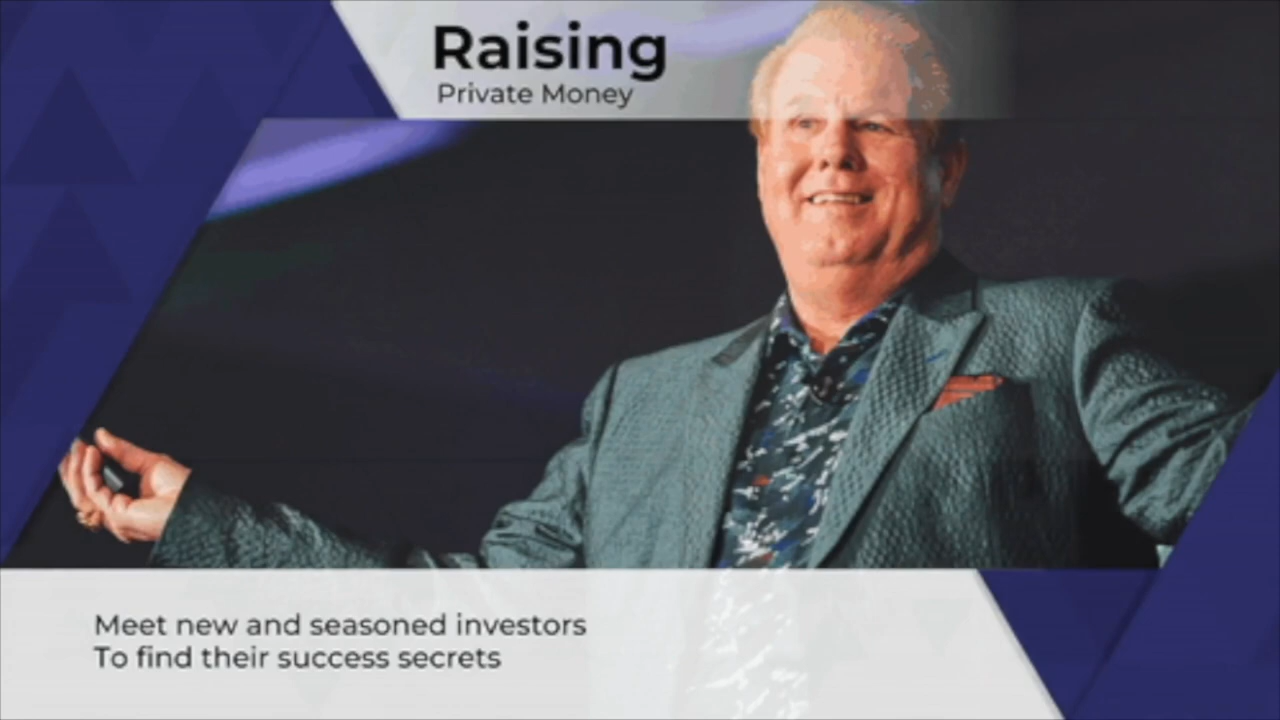 Raising
Private Money
Meet new and seasoned investors
To find their success secrets